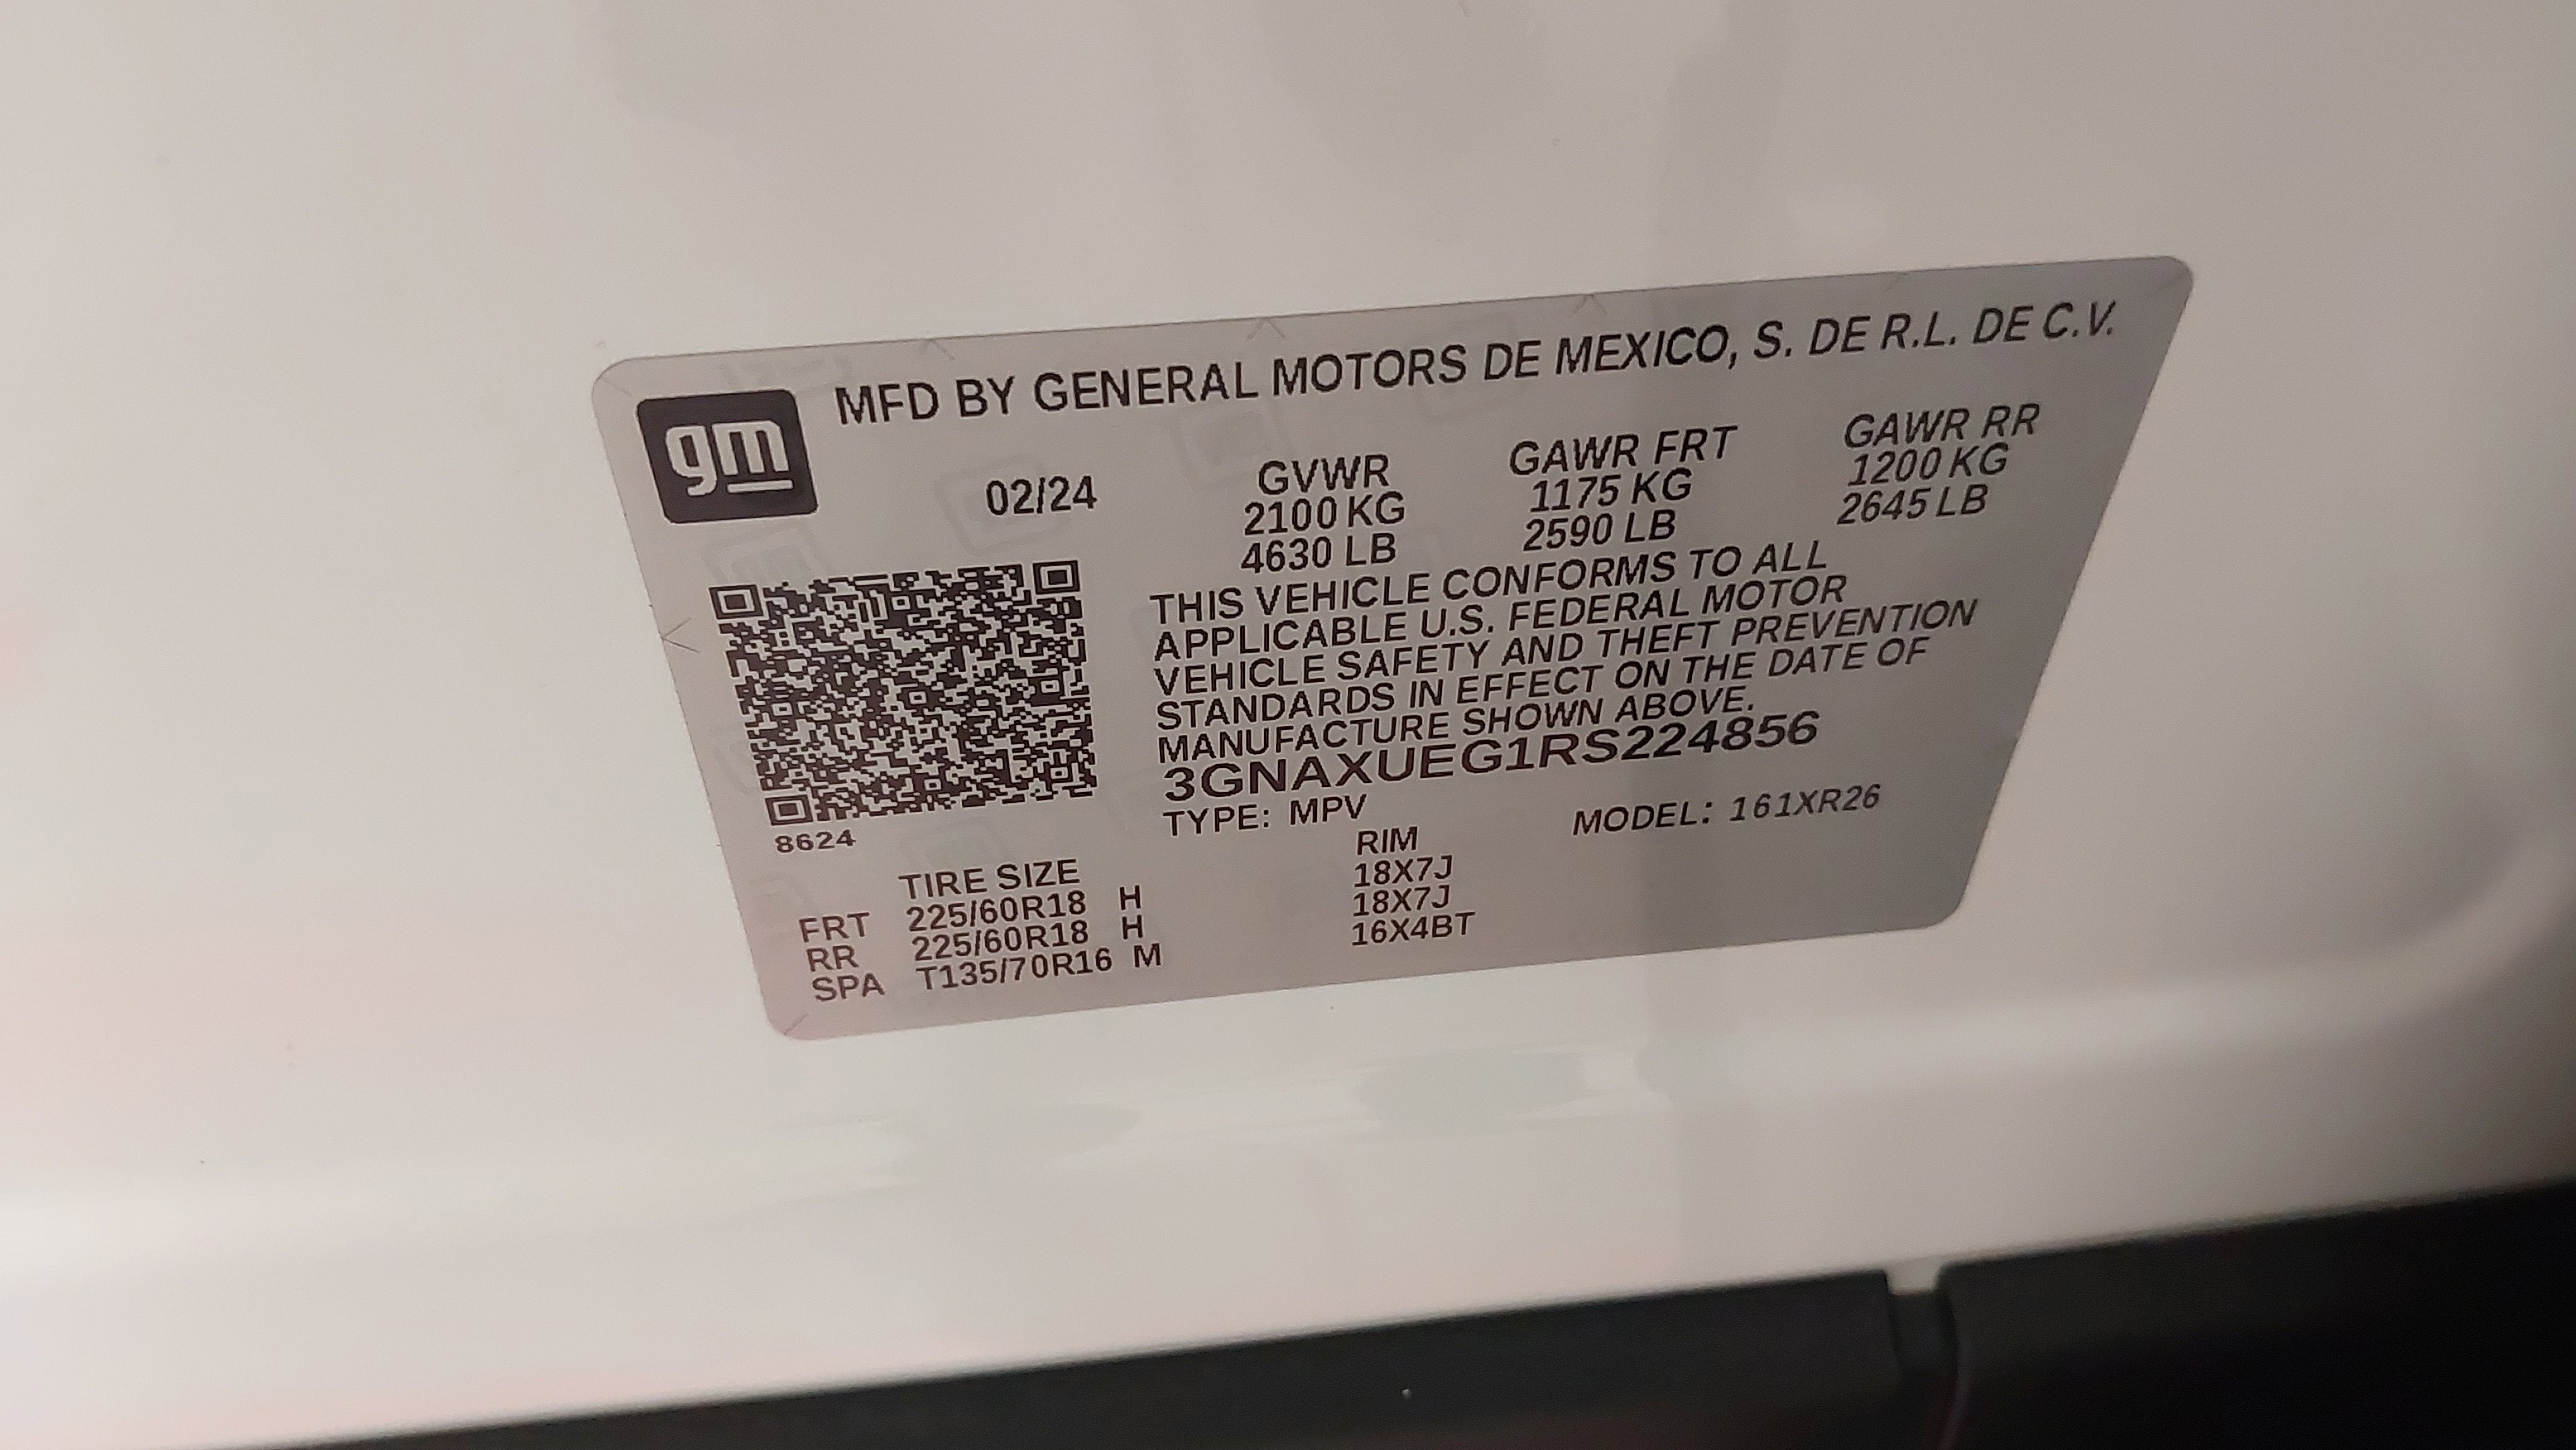 gm
MFD BY GENERAL MOTORS DE MEXICO, S. DE R.L. DE C.V.
02/24 GVWR GAWR FRT GAWR RR
2100 KG 1175 KG 1200 KG
4630 LB 2590 LB 2645 LB
THIS VEHICLE CONFORMS TO ALL
APPLICABLE U.S. FEDERAL MOTOR
VEHICLE SAFETY AND THEFT PREVENTION
STANDARDS IN EFFECT ON THE DATE OF
MANUFACTURE SHOWN ABOVE.
3GNAXUEG1RS224856
8624
TYPE: MPV MODEL: 161XR26
TIRE SIZE RIM
FRT 225/60R18 H 18X7J
RR 225/60R18 H 18X7J
SPA T135/70R16 M 16X4BT